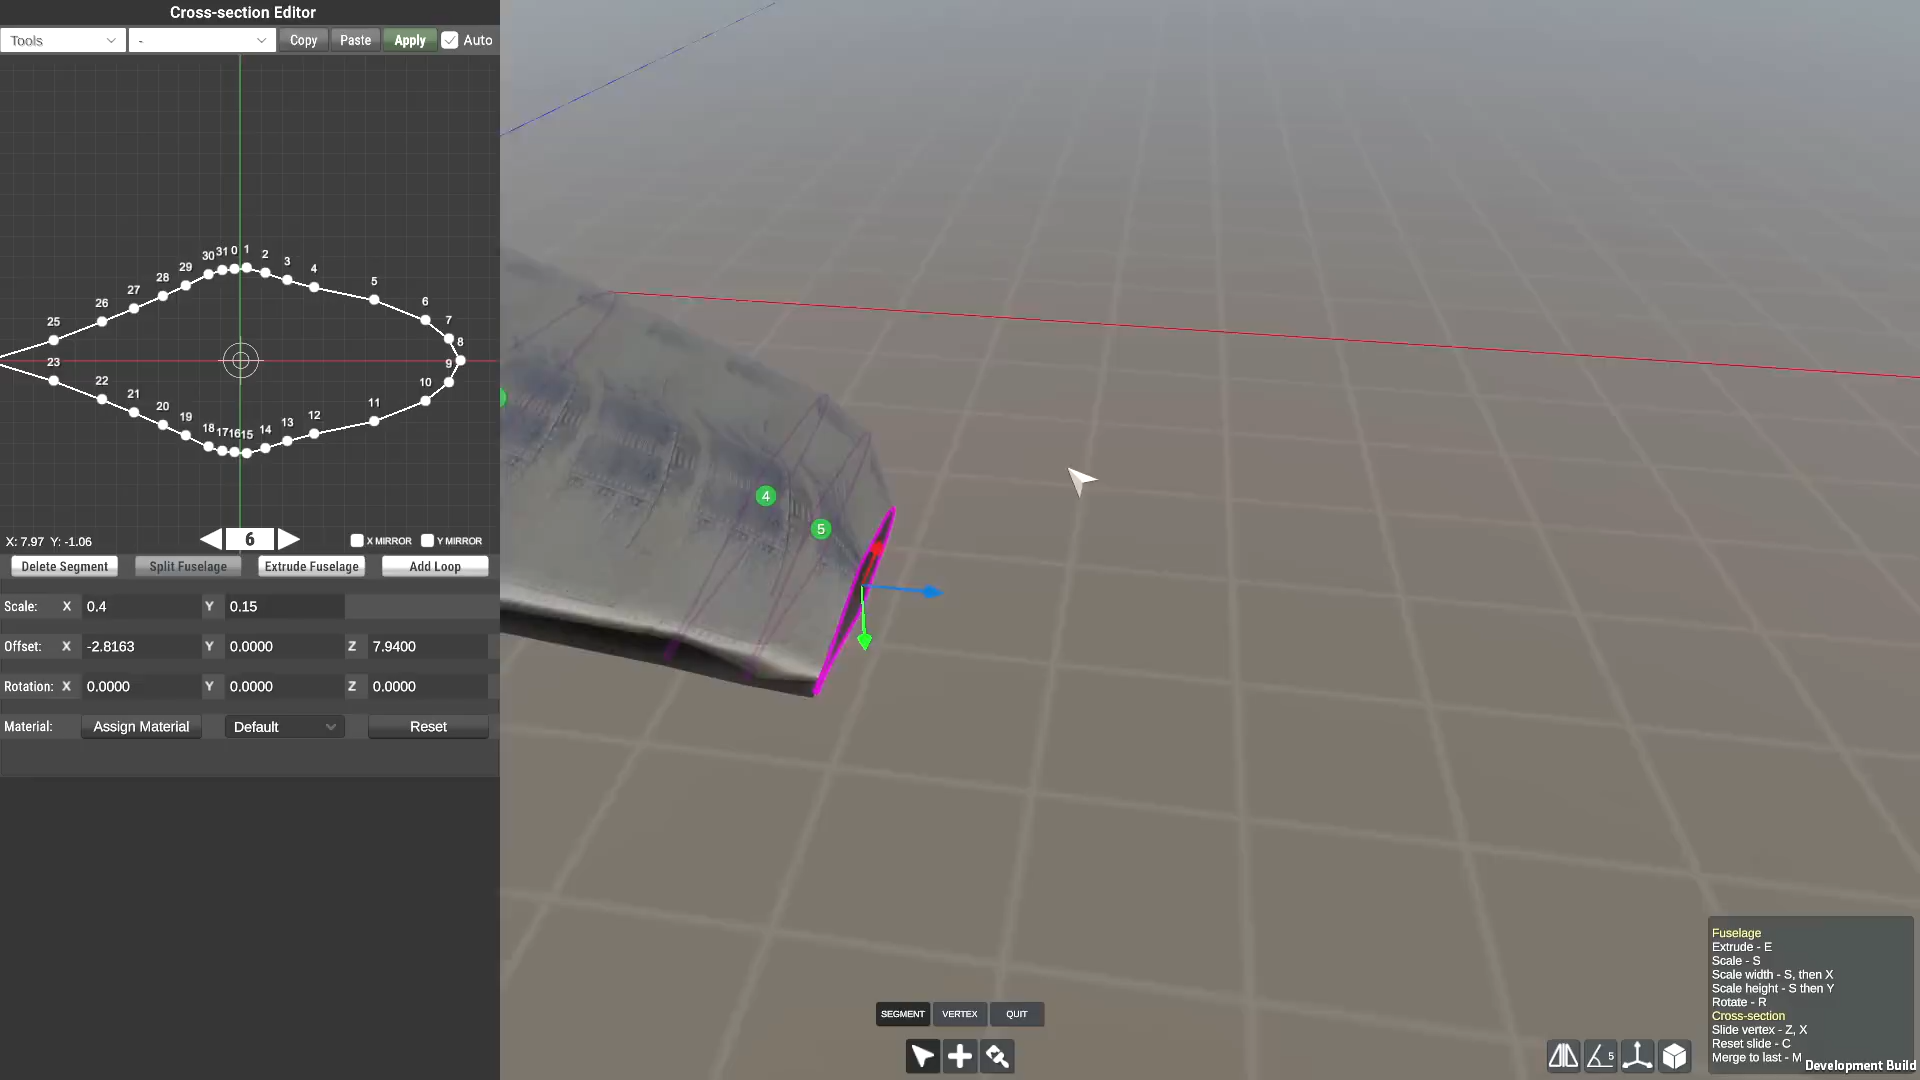 Cross-section Editor
Tools - Copy Paste Apply Auto
30 31 0 1
29 2
28 3
27 4
26 5
25 6
7
8
23 9
22 10
21 11
20 12
19 13
18 17 16 15 14
X: 7.97 Y: -1.06 6 X MIRROR Y MIRROR
Delete Segment Split Fuselage Extrude Fuselage Add Loop
Scale: X 0.4 Y 0.15
Offset: X -2.8163 Y 0.0000 Z 7.9400
Rotation: X 0.0000 Y 0.0000 Z 0.0000
Material: Assign Material Default Reset
4
5
SEGMENT VERTEX QUIT
Fuselage
Extrude - E
Scale - S
Scale width - S, then X
Scale height - S then Y
Rotate - R
Cross-section
Slide vertex - Z, X
Reset slide - C
Merge to last - M
5
Development Build